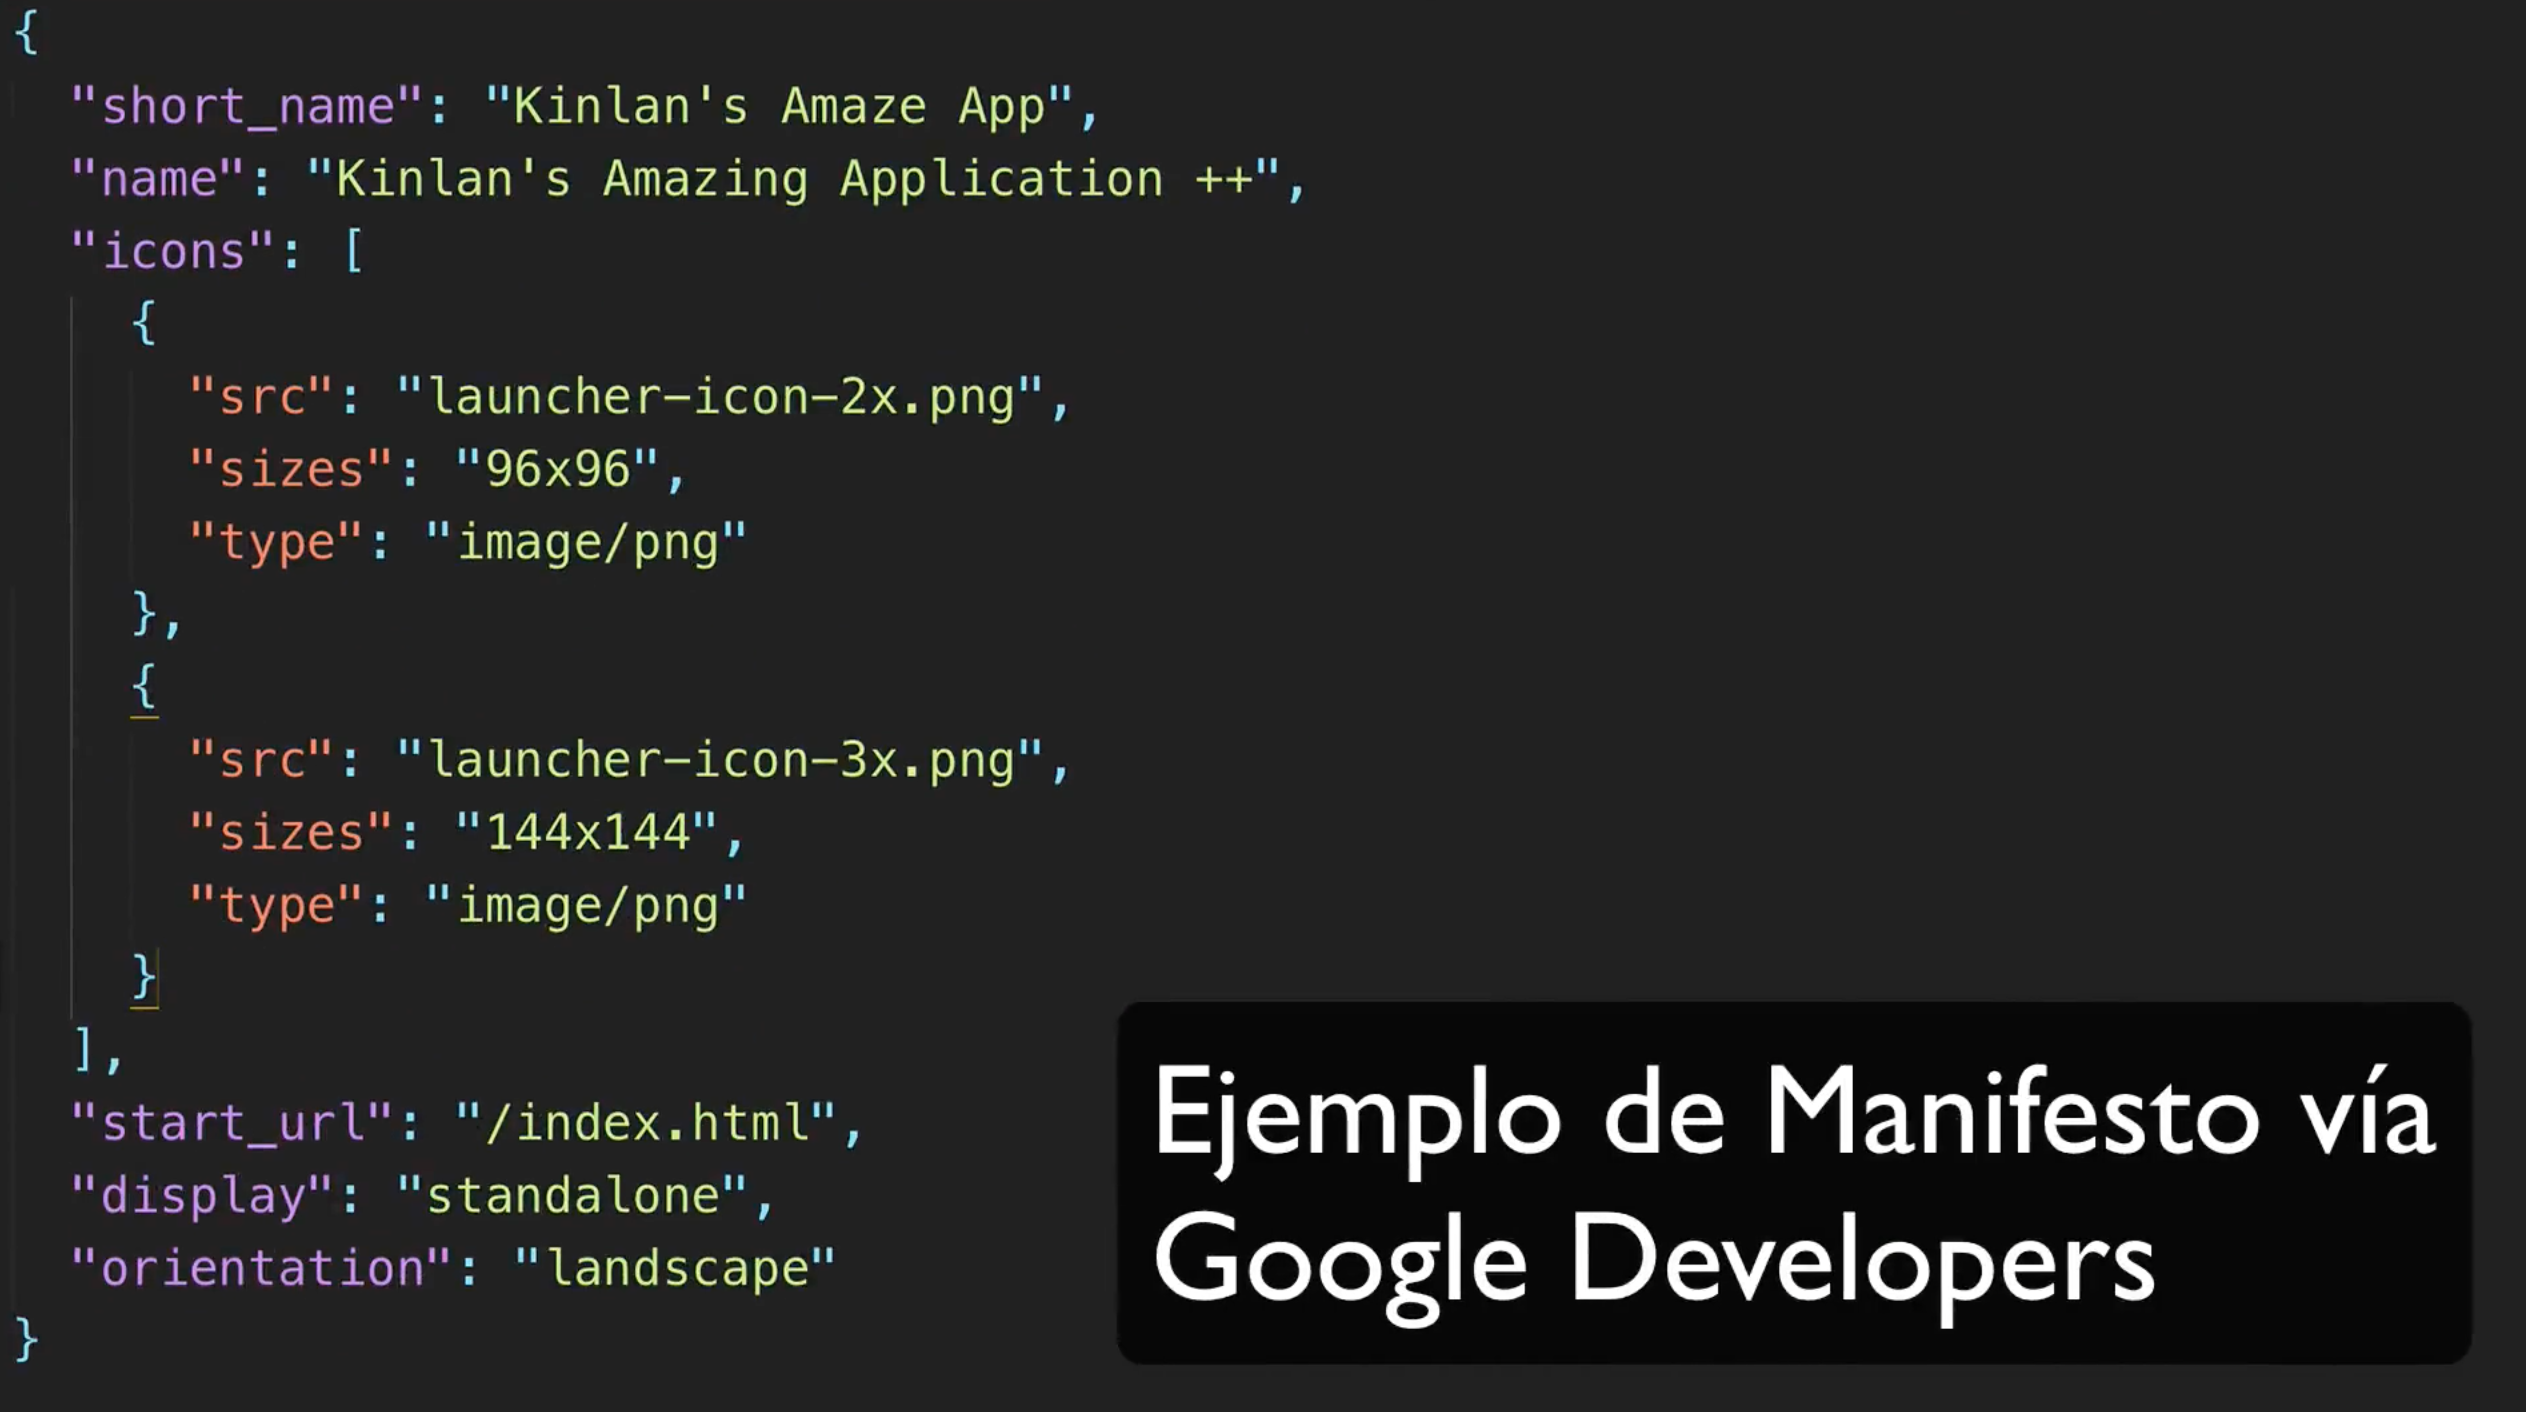 {
  "short_name": "Kinlan's Amaze App",
  "name": "Kinlan's Amazing Application ++",
  "icons": [
    {
      "src": "launcher-icon-2x.png",
      "sizes": "96x96",
      "type": "image/png"
    },
    {
      "src": "launcher-icon-3x.png",
      "sizes": "144x144",
      "type": "image/png"
    }
  ],
  "start_url": "/index.html",
  "display": "standalone",
  "orientation": "landscape"
}
Ejemplo de Manifesto vía
Google Developers